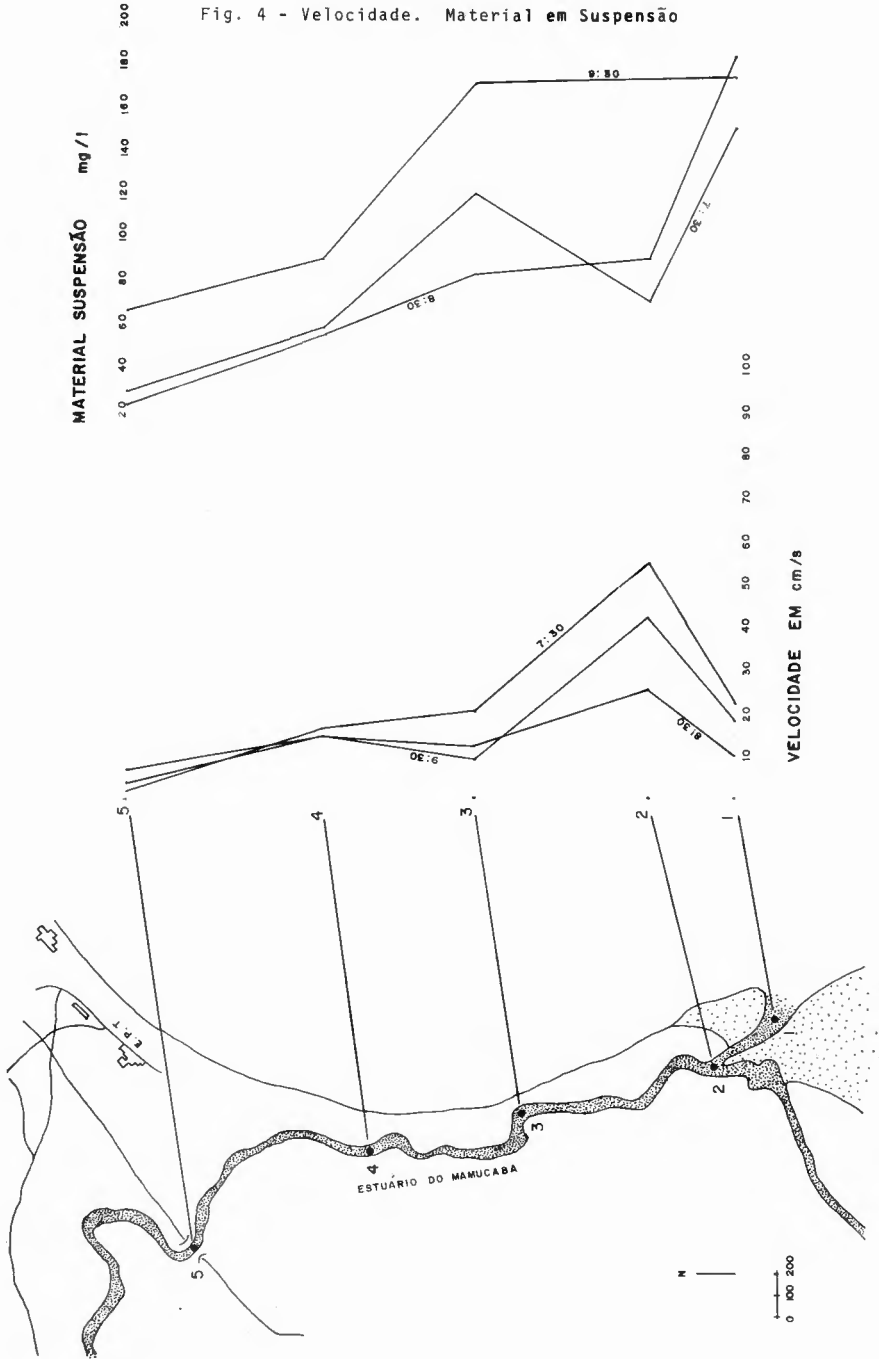 Fig. 4 - Velocidade. Material em Suspensão
MATERIAL SUSPENSÃO mg/l
20 40 60 80 100 120 140 160 180 200
9:30
8:30
7:30
VELOCIDADE EM cm/s
10 20 30 40 50 60 70 80 90 100
7:30
9:30
8:30
5.
4
3.
2.
1.
E.P.T
5
4
3
2
1
ESTUÁRIO DO MAMUCABA
N
0 100 200